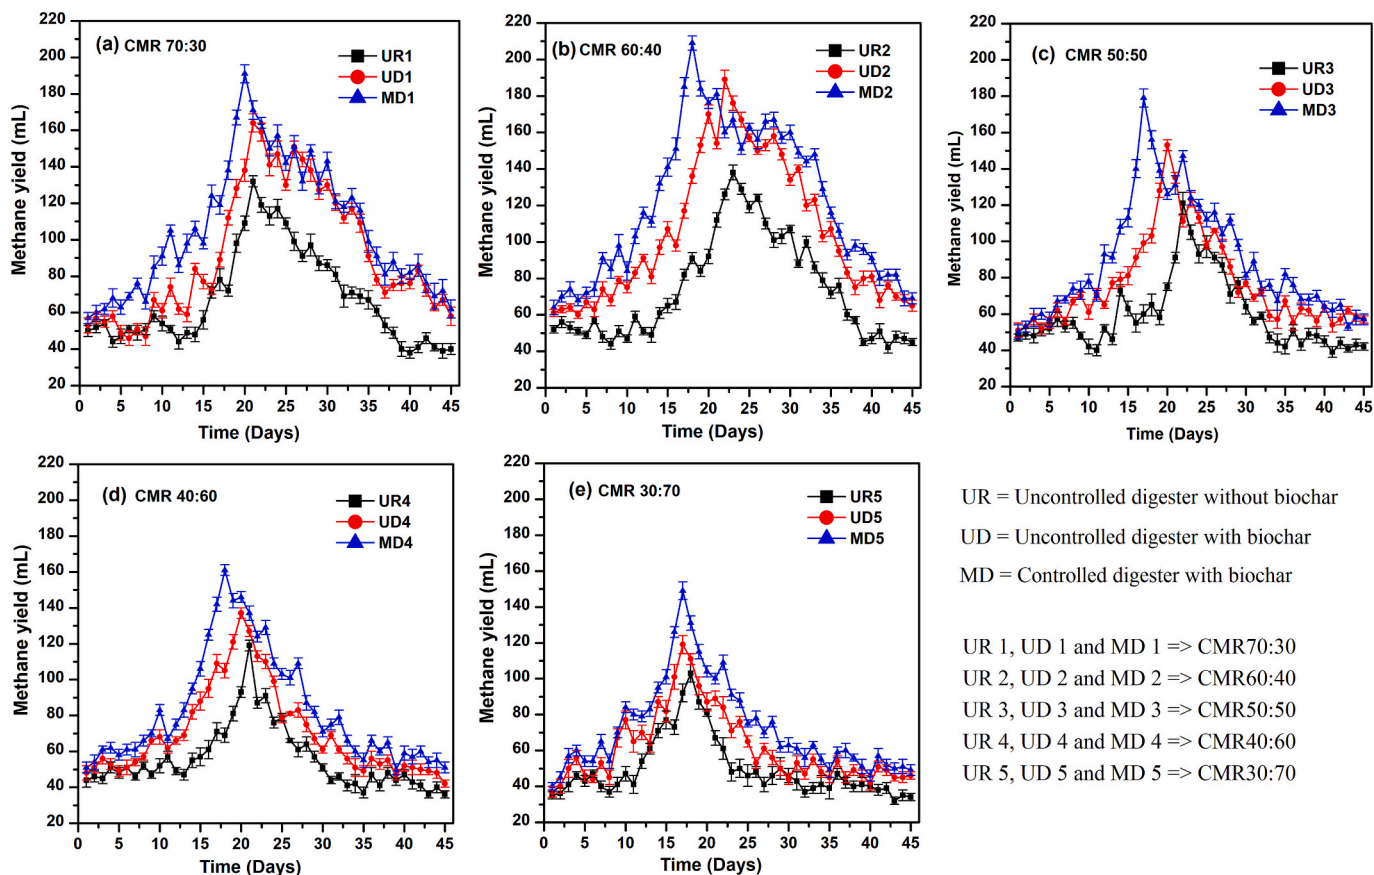 (a) CMR 70:30
UR1
UD1
MD1
Methane yield (mL)
220
200
180
160
140
120
100
80
60
40
20
0 5 10 15 20 25 30 35 40 45
Time (Days)
(b) CMR 60:40
UR2
UD2
MD2
Methane yield (mL)
220
200
180
160
140
120
100
80
60
40
20
0 5 10 15 20 25 30 35 40 45
Time (Days)
(c) CMR 50:50
UR3
UD3
MD3
Methane yield (mL)
220
200
180
160
140
120
100
80
60
40
20
0 5 10 15 20 25 30 35 40 45
Time (Days)
(d) CMR 40:60
UR4
UD4
MD4
Methane yield (mL)
220
200
180
160
140
120
100
80
60
40
20
0 5 10 15 20 25 30 35 40 45
Time (Days)
(e) CMR 30:70
UR5
UD5
MD5
Methane yield (mL)
220
200
180
160
140
120
100
80
60
40
20
0 5 10 15 20 25 30 35 40 45
Time (Days)
UR = Uncontrolled digester without biochar
UD = Uncontrolled digester with biochar
MD = Controlled digester with biochar
UR 1, UD 1 and MD 1 => CMR70:30
UR 2, UD 2 and MD 2 => CMR60:40
UR 3, UD 3 and MD 3 => CMR50:50
UR 4, UD 4 and MD 4 => CMR40:60
UR 5, UD 5 and MD 5 => CMR30:70